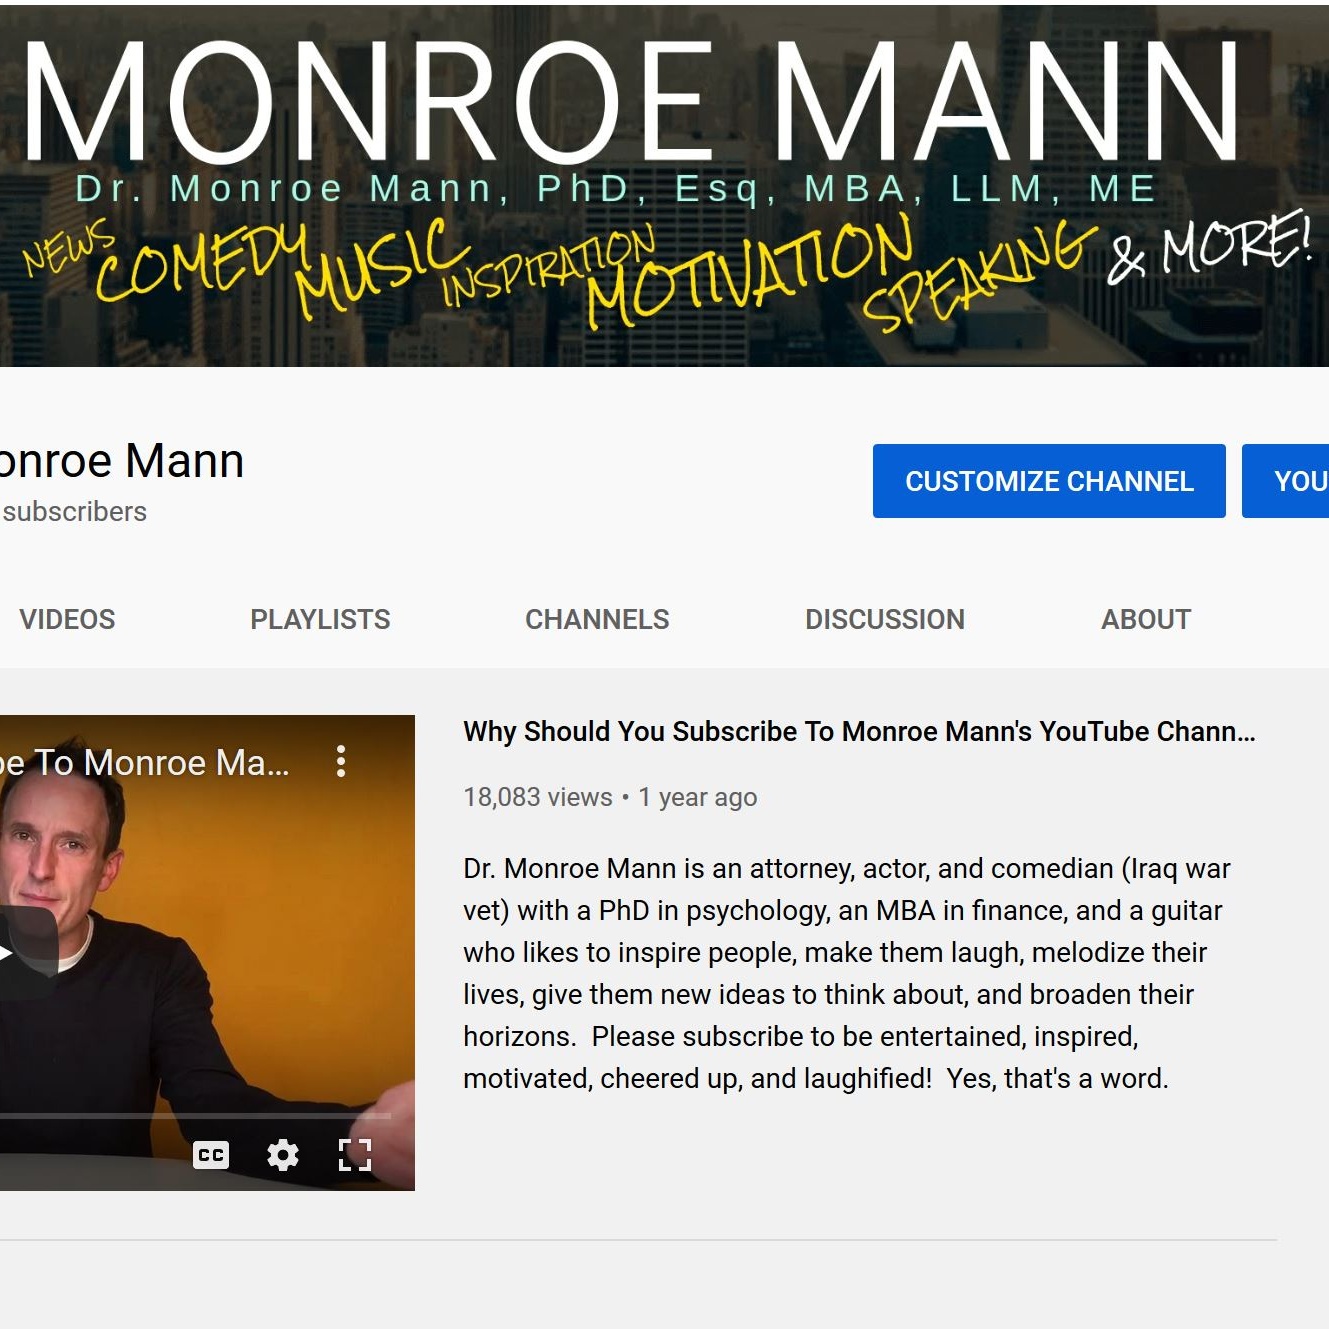 MONROE MANN
Dr. Monroe Mann, PhD, Esq, MBA, LLM, ME
NEWS COMEDY MUSIC INSPIRATION MOTIVATION SPEAKING & MORE!
onroe Mann
subscribers
CUSTOMIZE CHANNEL
YOU
VIDEOS PLAYLISTS CHANNELS DISCUSSION ABOUT
be To Monroe Ma...
CC
Why Should You Subscribe To Monroe Mann's YouTube Chann...
18,083 views • 1 year ago
Dr. Monroe Mann is an attorney, actor, and comedian (Iraq war
vet) with a PhD in psychology, an MBA in finance, and a guitar
who likes to inspire people, make them laugh, melodize their
lives, give them new ideas to think about, and broaden their
horizons.  Please subscribe to be entertained, inspired,
motivated, cheered up, and laughified!  Yes, that's a word.